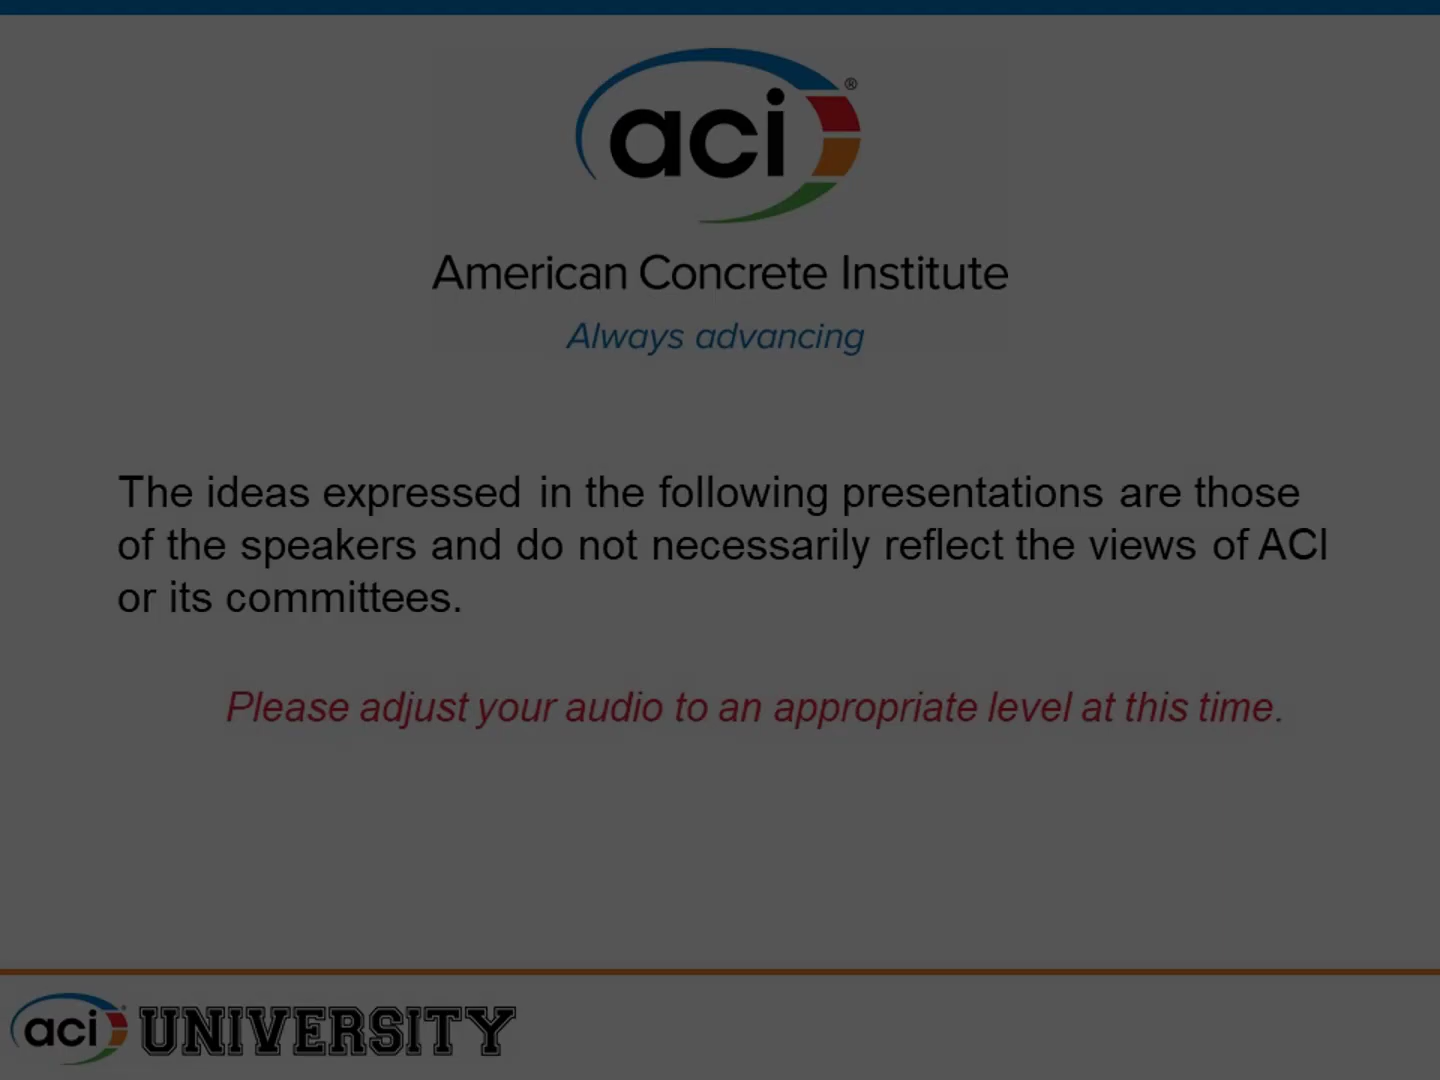 aci®
American Concrete Institute
Always advancing
The ideas expressed in the following presentations are those
of the speakers and do not necessarily reflect the views of ACI
or its committees.
Please adjust your audio to an appropriate level at this time.
aci® UNIVERSITY